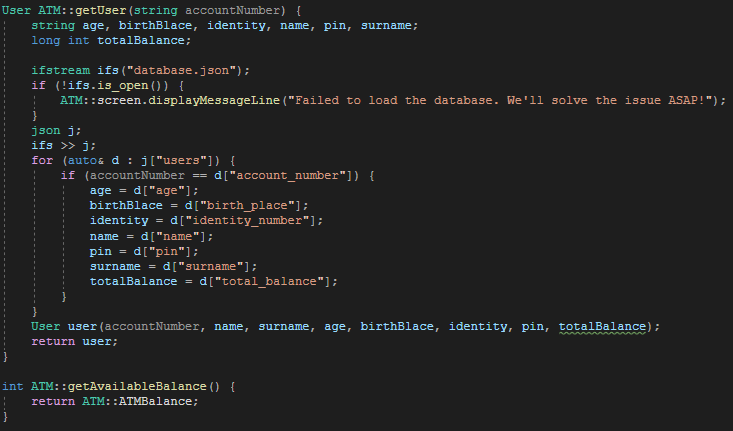 User ATM::getUser(string accountNumber) {
    string age, birthBlace, identity, name, pin, surname;
    long int totalBalance;

    ifstream ifs("database.json");
    if (!ifs.is_open()) {
        ATM::screen.displayMessageLine("Failed to load the database. We'll solve the issue ASAP!");
    }
    json j;
    ifs >> j;
    for (auto& d : j["users"]) {
        if (accountNumber == d["account_number"]) {
            age = d["age"];
            birthBlace = d["birth_place"];
            identity = d["identity_number"];
            name = d["name"];
            pin = d["pin"];
            surname = d["surname"];
            totalBalance = d["total_balance"];
        }
    }
    User user(accountNumber, name, surname, age, birthBlace, identity, pin, totalBalance);
    return user;
}

int ATM::getAvailableBalance() {
    return ATM::ATMBalance;
}